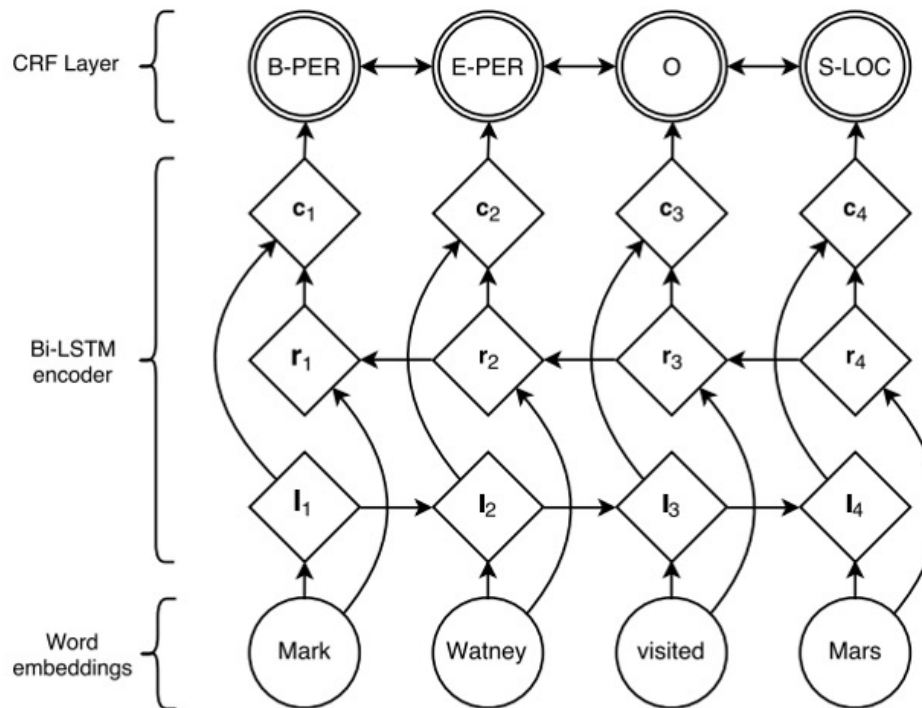 CRF Layer
B-PER E-PER O S-LOC
c₁ c₂ c₃ c₄
Bi-LSTM
encoder
r₁ r₂ r₃ r₄
l₁ l₂ l₃ l₄
Word
embeddings
Mark Watney visited Mars